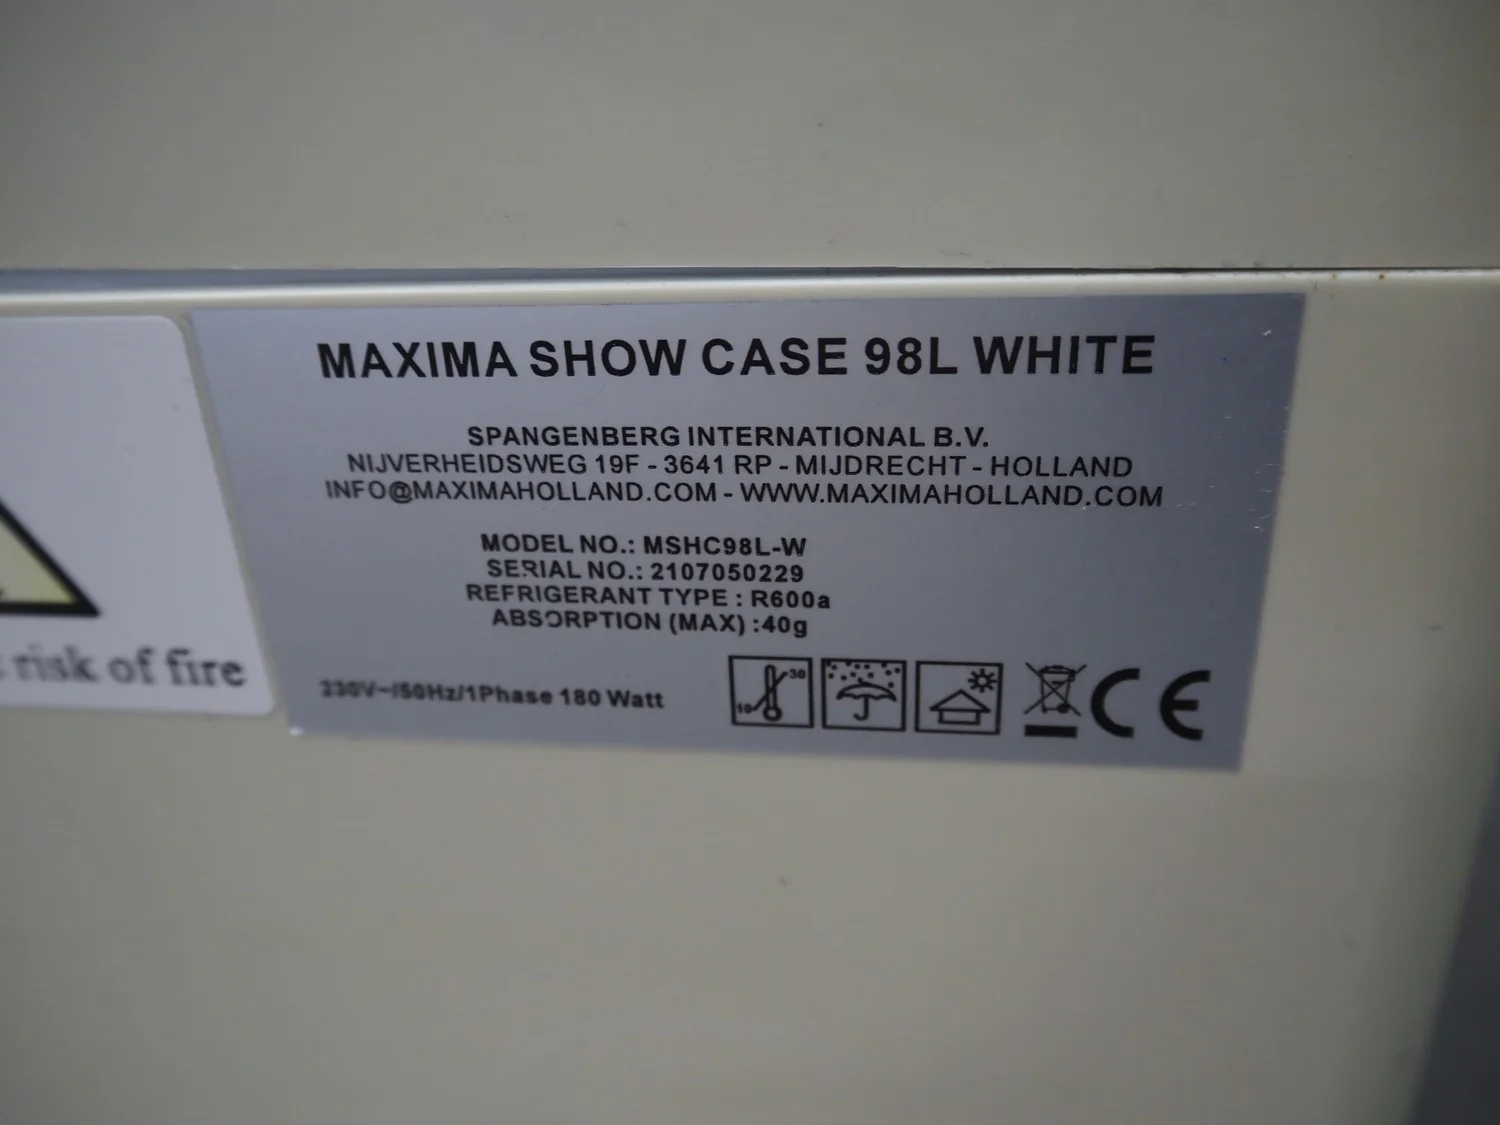 MAXIMA SHOW CASE 98L WHITE
SPANGENBERG INTERNATIONAL B.V.
NIJVERHEIDSWEG 19F - 3641 RP - MIJDRECHT - HOLLAND
INFO@MAXIMAHOLLAND.COM - WWW.MAXIMAHOLLAND.COM
MODEL NO.: MSHC98L-W
SERIAL NO.: 2107050229
REFRIGERANT TYPE : R600a
ABSORPTION (MAX) :40g
230V~/50Hz/1Phase 180 Watt
10 30
CE
risk of fire